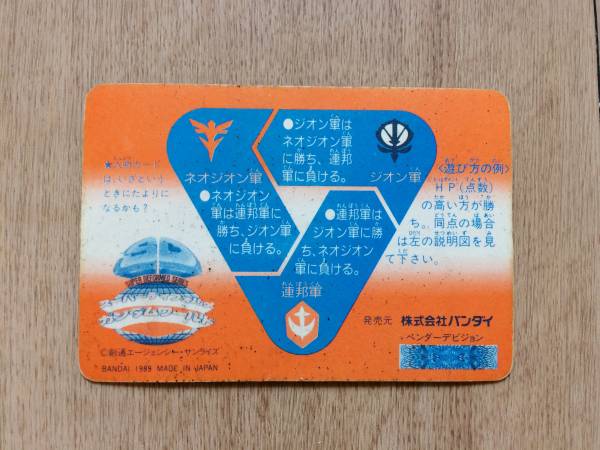 ●ジオン軍は
ネオジオン軍
に勝ち、連邦
軍に負ける。
ネオジオン軍
ジオン軍
●ネオジオン
軍は連邦軍に
勝ち、ジオン軍
に負ける。
●連邦軍は
ジオン軍に勝
ち、ネオジオン
軍に負ける。
連邦軍
★人物カード
は、いざという
ときにたよりに
なるかも?
〈遊び方の例〉
HP(点数)
の高い方が勝
ち。同点の場合
は左の説明図を見
て下さい。
SUPER DEFORMED SERIES
©創通エージェンシー・サンライズ
BANDAI 1989 MADE IN JAPAN
発売元 株式会社バンダイ
ベンダーデビジョン